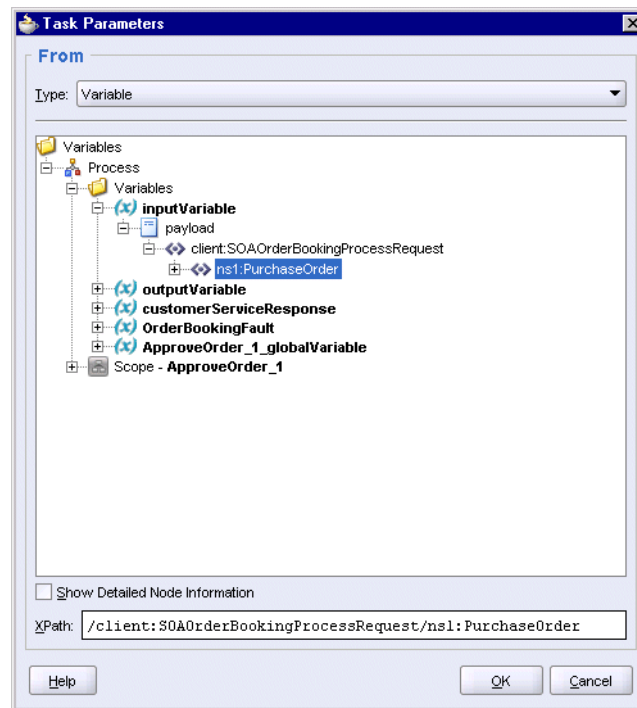 Task Parameters
From
Type: Variable
Variables
Process
Variables
(x) inputVariable
payload
client:SOAOrderBookingProcessRequest
ns1:PurchaseOrder
(x) outputVariable
(x) customerServiceResponse
(x) OrderBookingFault
(x) ApproveOrder_1_globalVariable
Scope - ApproveOrder_1
Show Detailed Node Information
XPath: /client:SOAOrderBookingProcessRequest/ns1:PurchaseOrder
Help OK Cancel